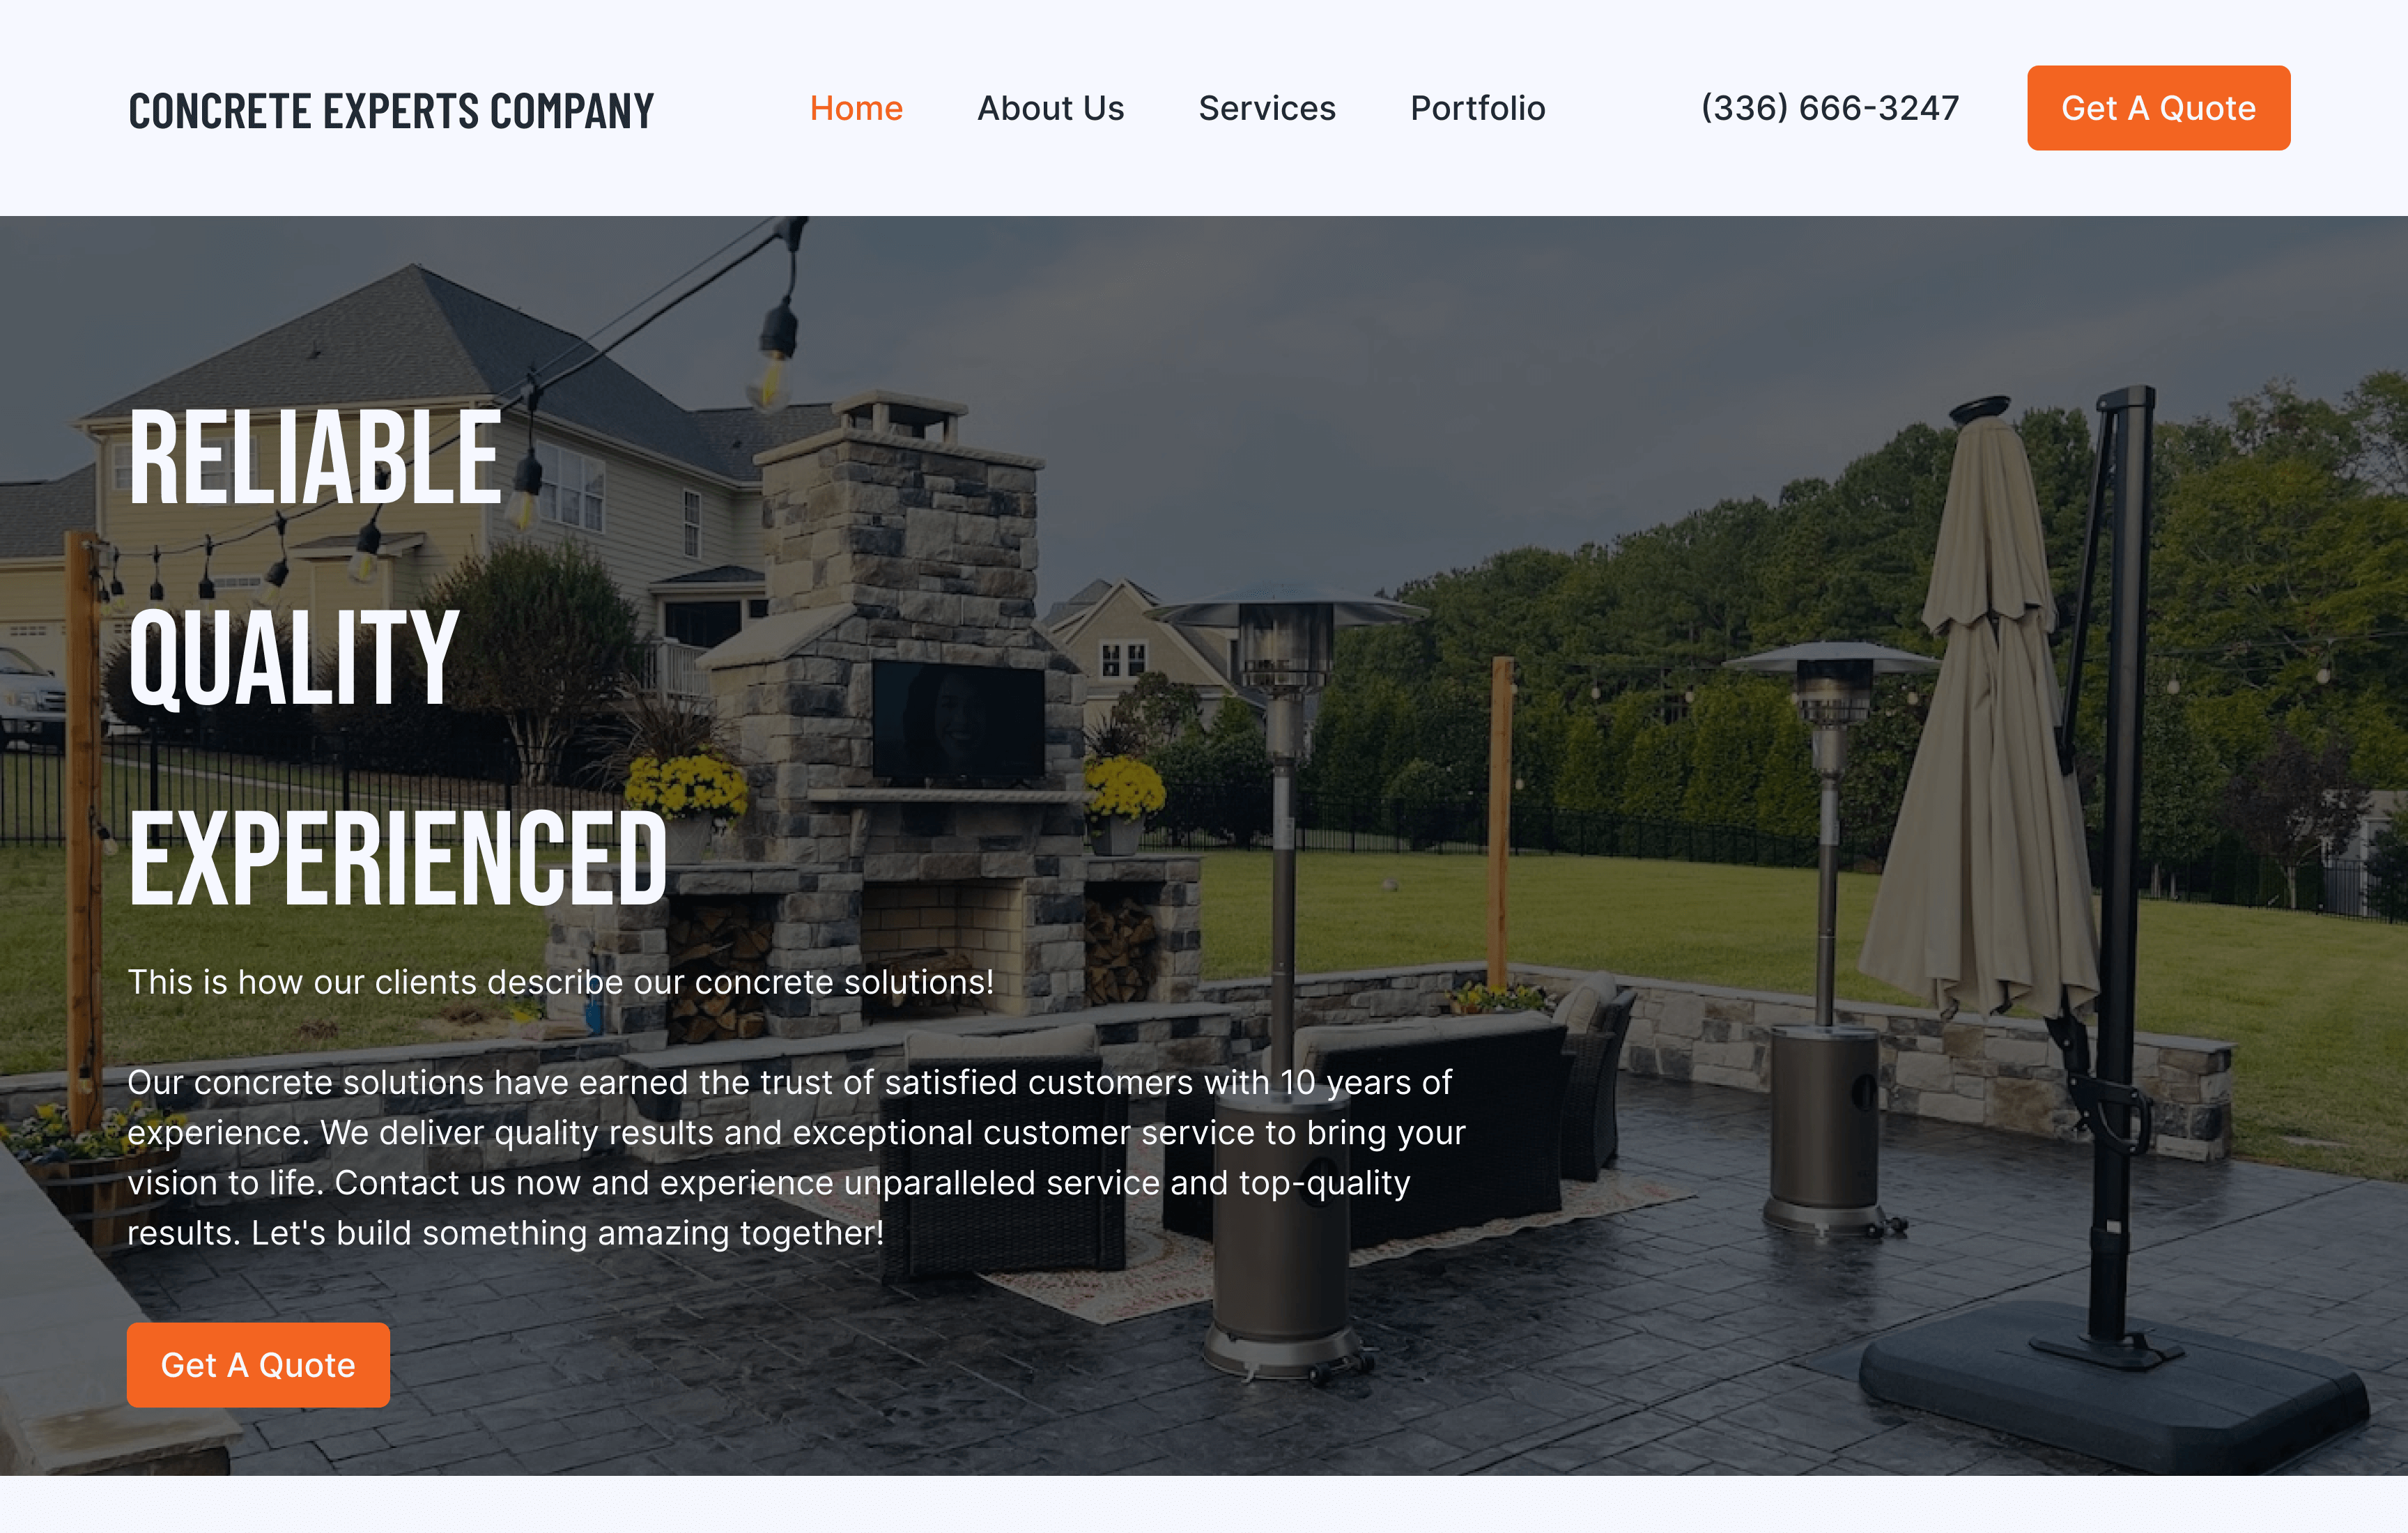 CONCRETE EXPERTS COMPANY
Home
About Us
Services
Portfolio
(336) 666-3247
Get A Quote
RELIABLE
QUALITY
EXPERIENCED
This is how our clients describe our concrete solutions!
Our concrete solutions have earned the trust of satisfied customers with 10 years of
experience. We deliver quality results and exceptional customer service to bring your
vision to life. Contact us now and experience unparalleled service and top-quality
results. Let's build something amazing together!
Get A Quote